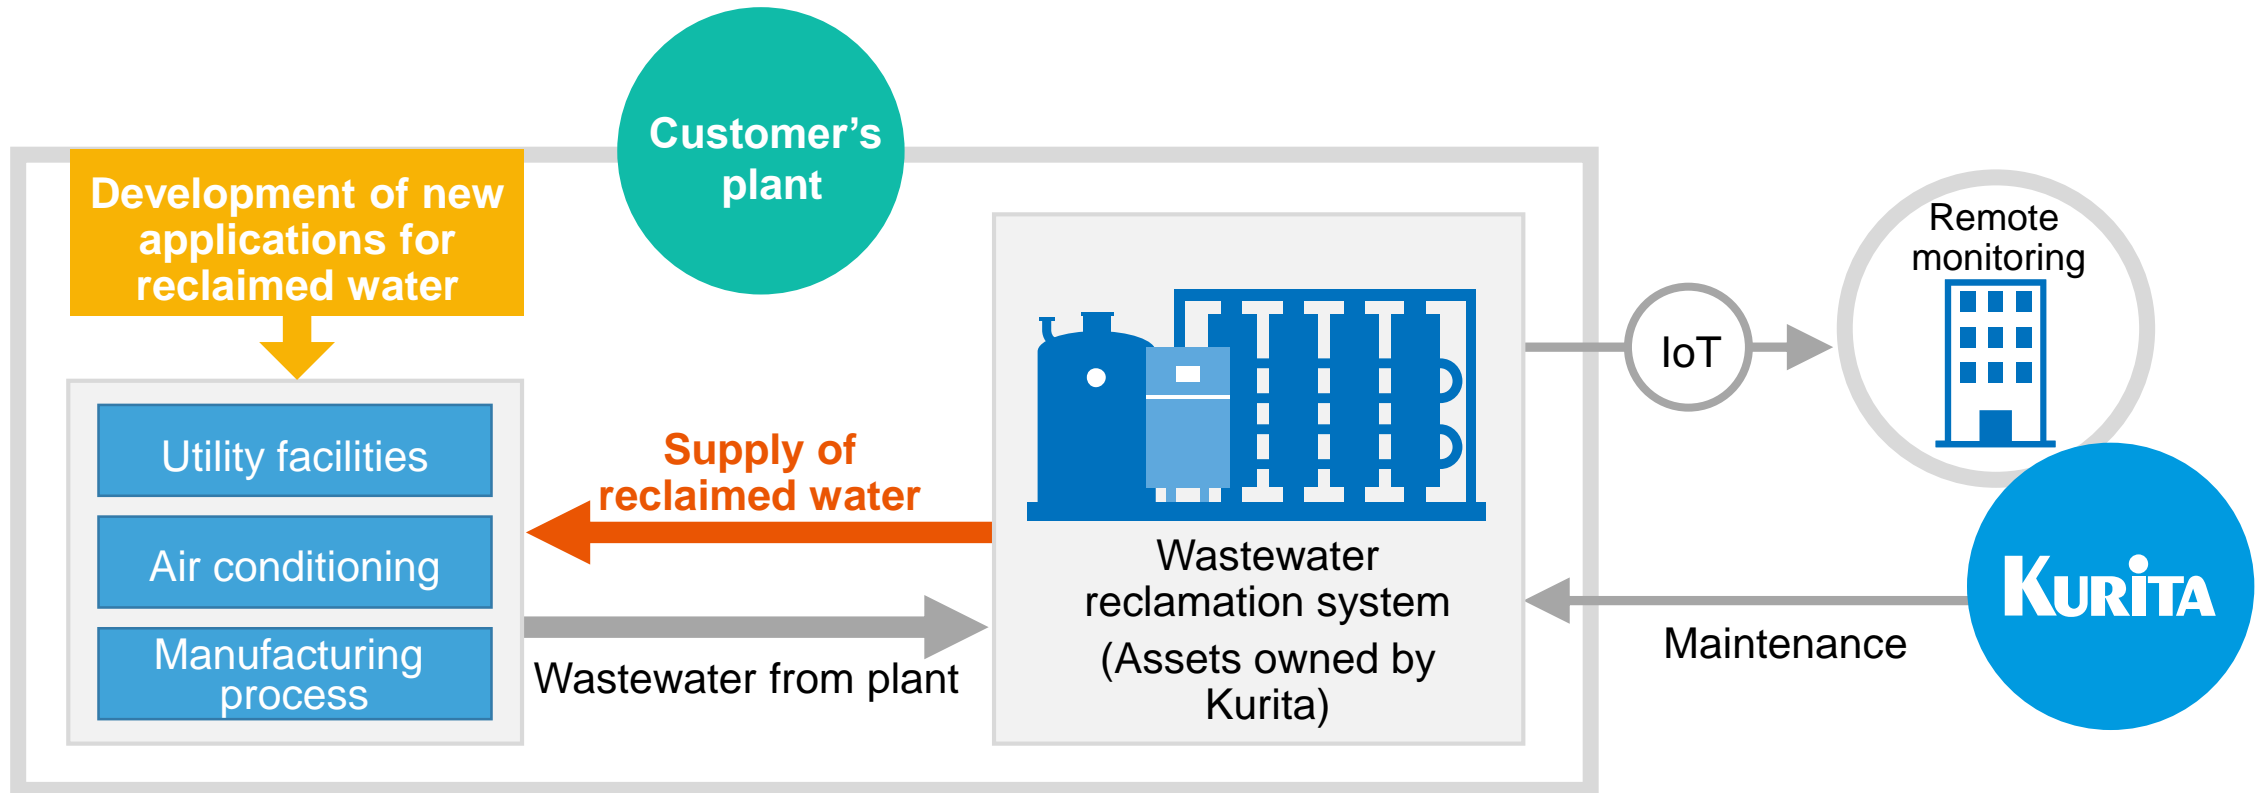 Customer’s
plant
Development of new
applications for
reclaimed water
Utility facilities
Air conditioning
Manufacturing
process
Supply of
reclaimed water
Wastewater from plant
Wastewater
reclamation system
(Assets owned by
Kurita)
IoT
Remote
monitoring
Maintenance
KURITA